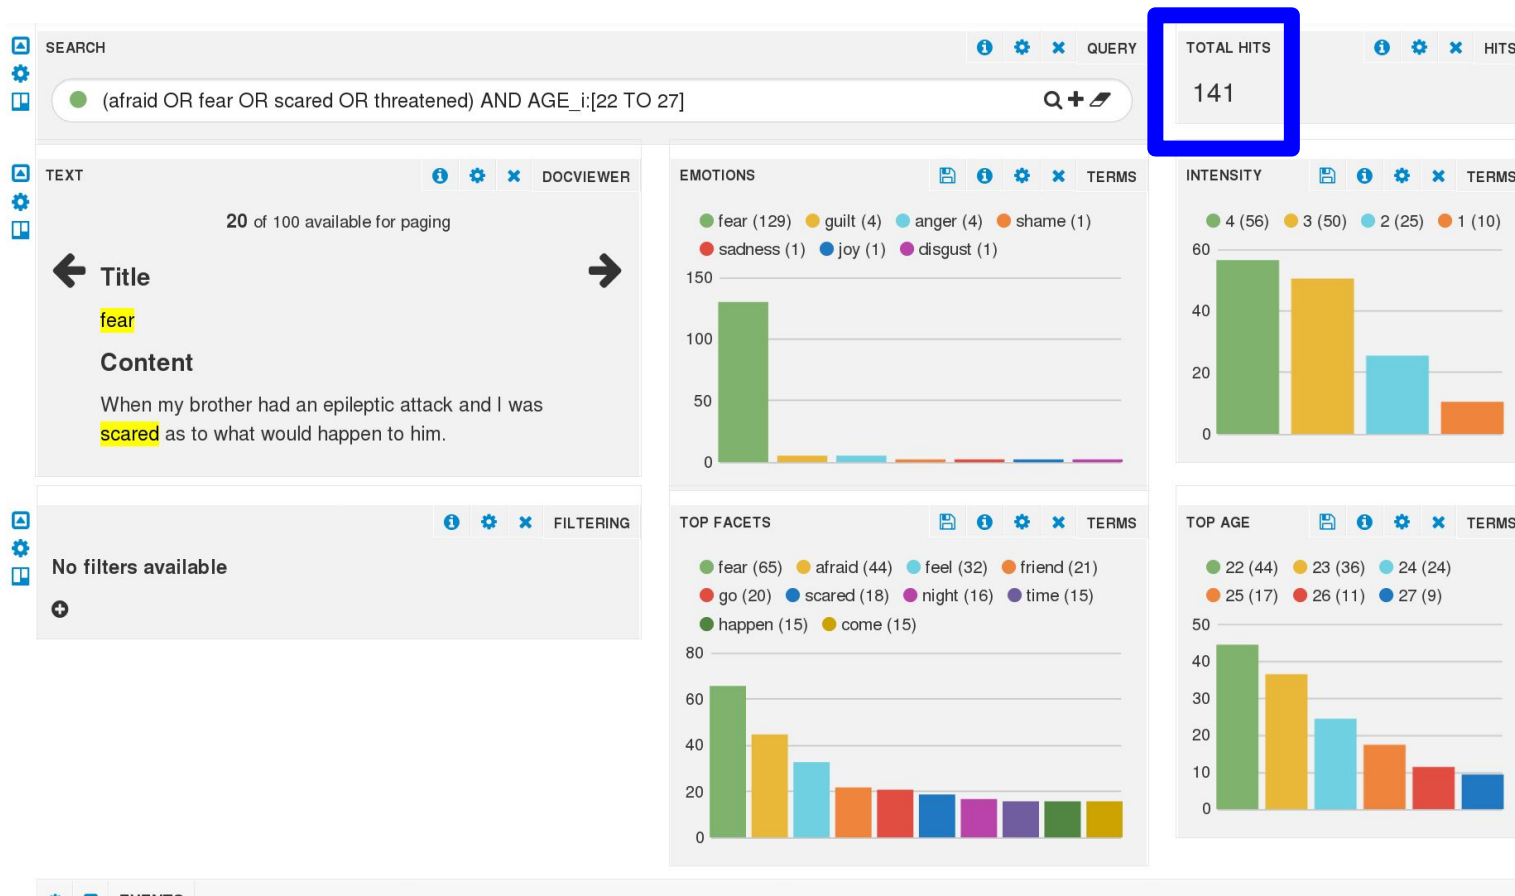 SEARCH
QUERY
(afraid OR fear OR scared OR threatened) AND AGE_i:[22 TO 27]
TOTAL HITS
HITS
141
TEXT
DOCVIEWER
20 of 100 available for paging
Title
fear
Content
When my brother had an epileptic attack and I was
scared as to what would happen to him.
EMOTIONS
TERMS
fear (129) guilt (4) anger (4) shame (1)
sadness (1) joy (1) disgust (1)
150
100
50
0
INTENSITY
TERMS
4 (56) 3 (50) 2 (25) 1 (10)
60
40
20
0
FILTERING
No filters available
TOP FACETS
TERMS
fear (65) afraid (44) feel (32) friend (21)
go (20) scared (18) night (16) time (15)
happen (15) come (15)
80
60
40
20
0
TOP AGE
TERMS
22 (44) 23 (36) 24 (24)
25 (17) 26 (11) 27 (9)
50
40
30
20
10
0